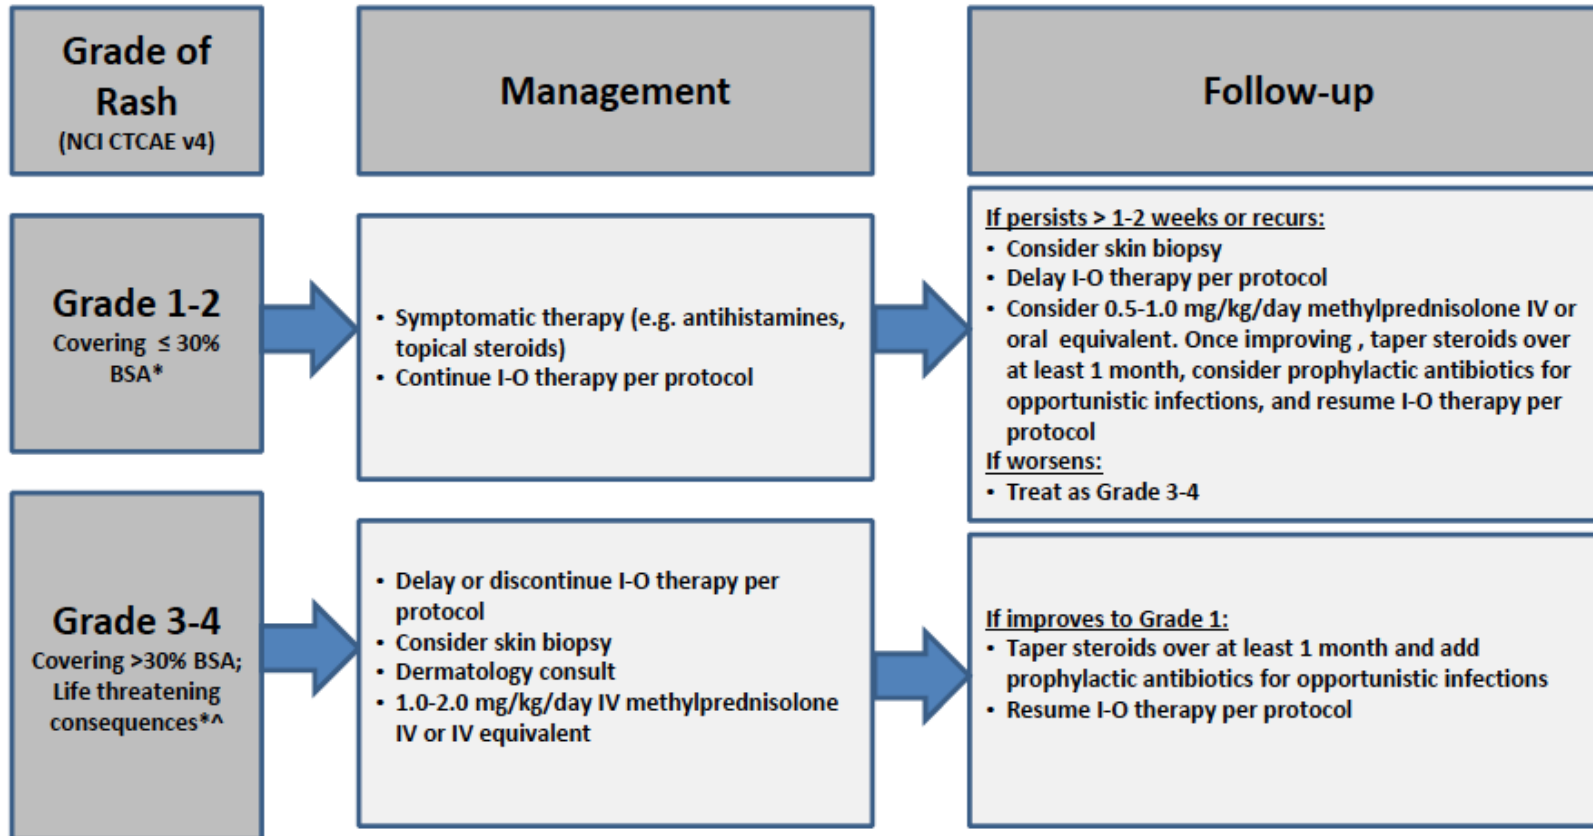 Grade of
Rash
(NCI CTCAE v4)
Management
Follow-up
Grade 1-2
Covering ≤ 30%
BSA*
• Symptomatic therapy (e.g. antihistamines,
topical steroids)
• Continue I-O therapy per protocol
If persists > 1-2 weeks or recurs:
• Consider skin biopsy
• Delay I-O therapy per protocol
• Consider 0.5-1.0 mg/kg/day methylprednisolone IV or
oral equivalent. Once improving , taper steroids over
at least 1 month, consider prophylactic antibiotics for
opportunistic infections, and resume I-O therapy per
protocol
If worsens:
• Treat as Grade 3-4
Grade 3-4
Covering >30% BSA;
Life threatening
consequences*^
• Delay or discontinue I-O therapy per
protocol
• Consider skin biopsy
• Dermatology consult
• 1.0-2.0 mg/kg/day IV methylprednisolone
IV or IV equivalent
If improves to Grade 1:
• Taper steroids over at least 1 month and add
prophylactic antibiotics for opportunistic infections
• Resume I-O therapy per protocol